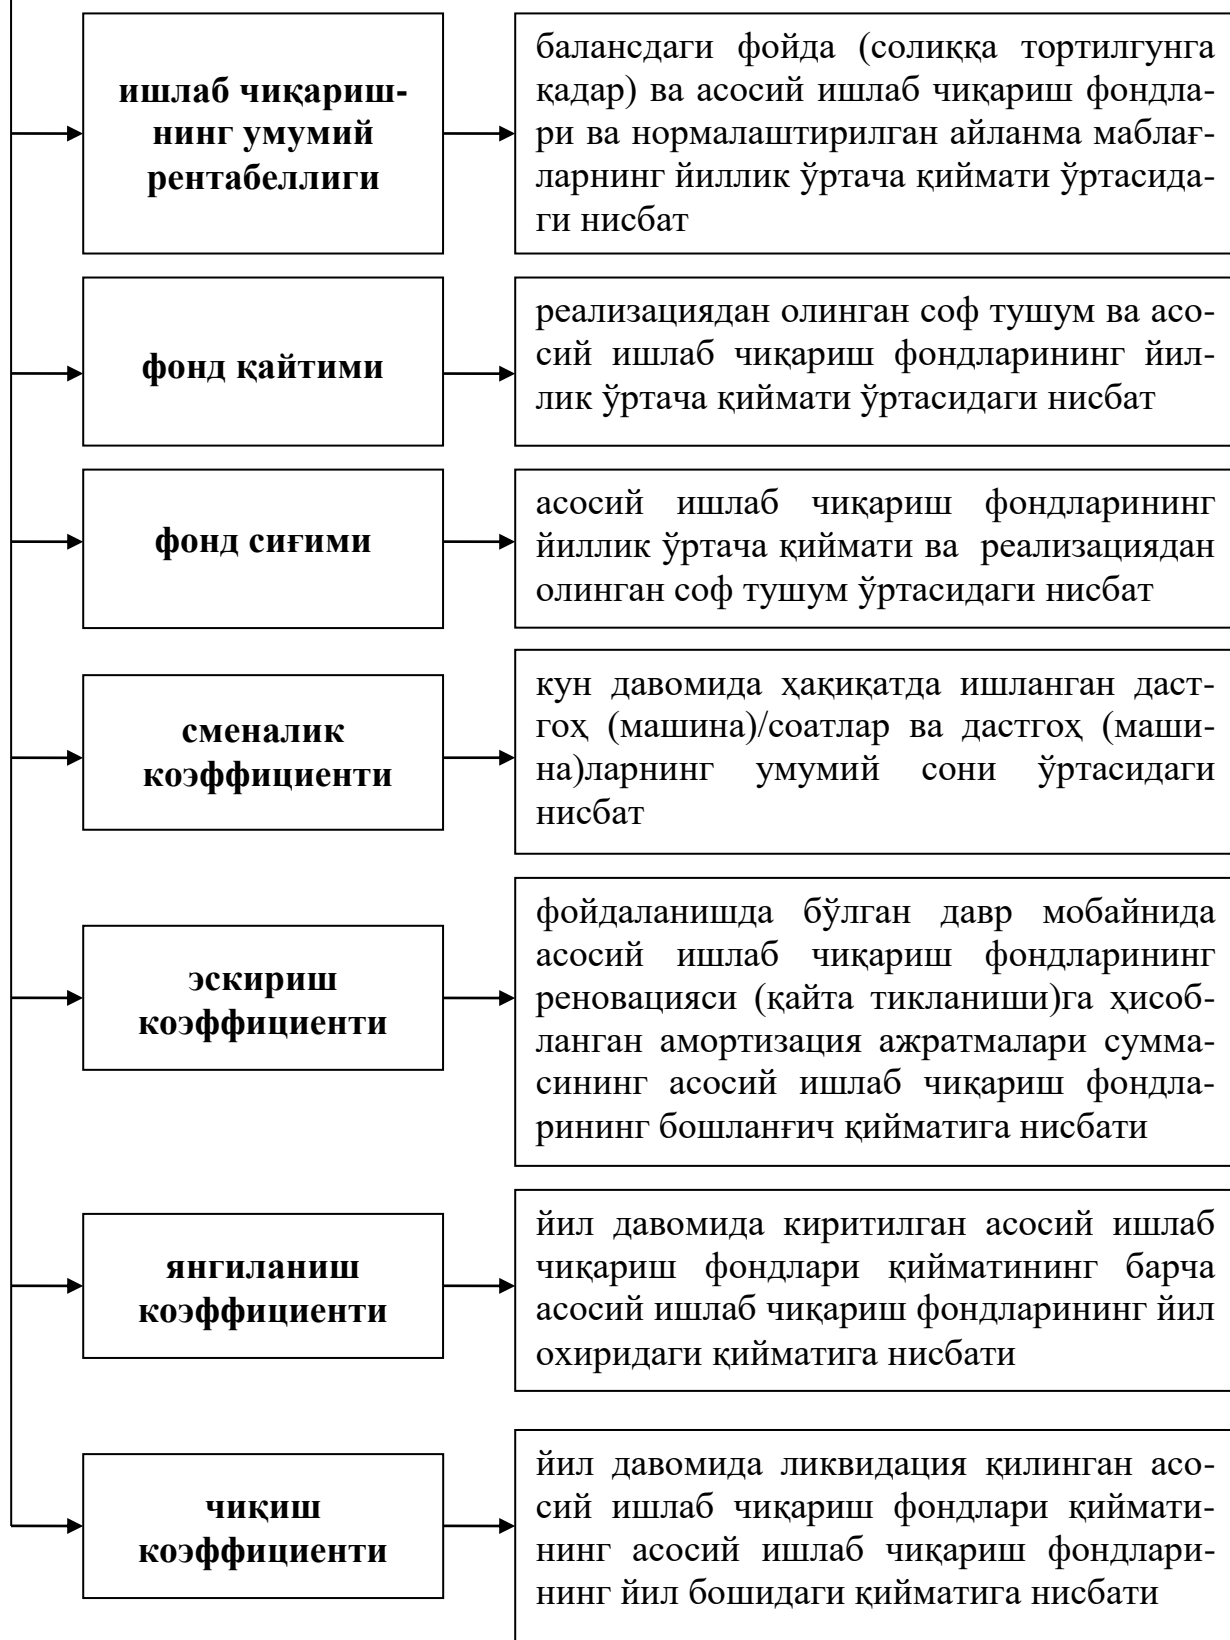 ишлаб чиқариш-
нинг умумий
рентабеллиги
балансдаги фойда (солиққа тортилгунга
қадар) ва асосий ишлаб чиқариш фондла-
ри ва нормалаштирилган айланма маблағ-
ларнинг йиллик ўртача қиймати ўртасида-
ги нисбат
фонд қайтими
реализациядан олинган соф тушум ва асо-
сий ишлаб чиқариш фондларининг йил-
лик ўртача қиймати ўртасидаги нисбат
фонд сиғими
асосий ишлаб чиқариш фондларининг
йиллик ўртача қиймати ва реализациядан
олинган соф тушум ўртасидаги нисбат
сменалик
коэффициенти
кун давомида ҳақиқатда ишланган даст-
гоҳ (машина)/соатлар ва дастгоҳ (маши-
на)ларнинг умумий сони ўртасидаги
нисбат
эскириш
коэффициенти
фойдаланишда бўлган давр мобайнида
асосий ишлаб чиқариш фондларининг
реновацияси (қайта тикланиши)га ҳисоб-
ланган амортизация ажратмалари сумма-
сининг асосий ишлаб чиқариш фондла-
рининг бошланғич қийматига нисбати
янгиланиш
коэффициенти
йил давомида киритилган асосий ишлаб
чиқариш фондлари қийматининг барча
асосий ишлаб чиқариш фондларининг йил
охиридаги қийматига нисбати
чиқиш
коэффициенти
йил давомида ликвидация қилинган асо-
сий ишлаб чиқариш фондлари қиймати-
нинг асосий ишлаб чиқариш фондлари-
нинг йил бошидаги қийматига нисбати